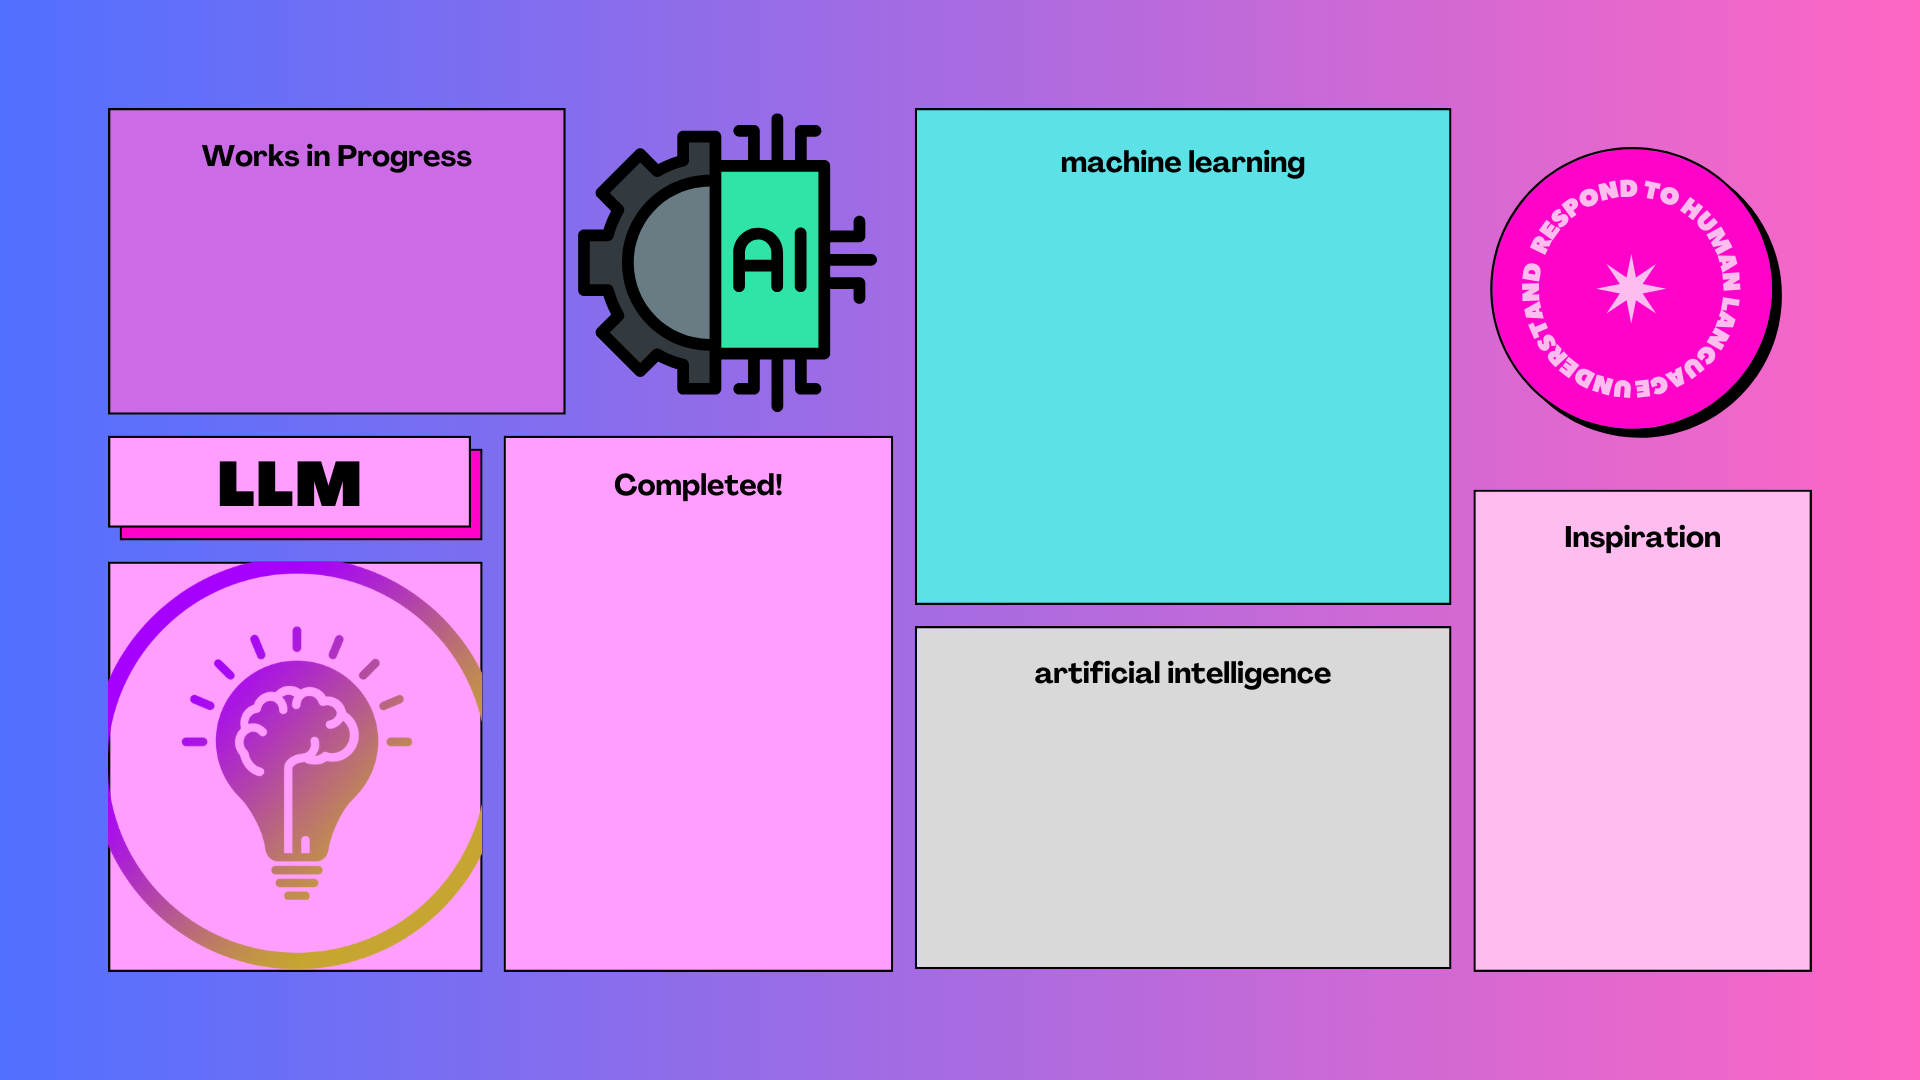 Works in Progress
AI
machine learning
UNDERSTAND RESPOND TO HUMAN LANGUAGE
LLM
Completed!
Inspiration
artificial intelligence